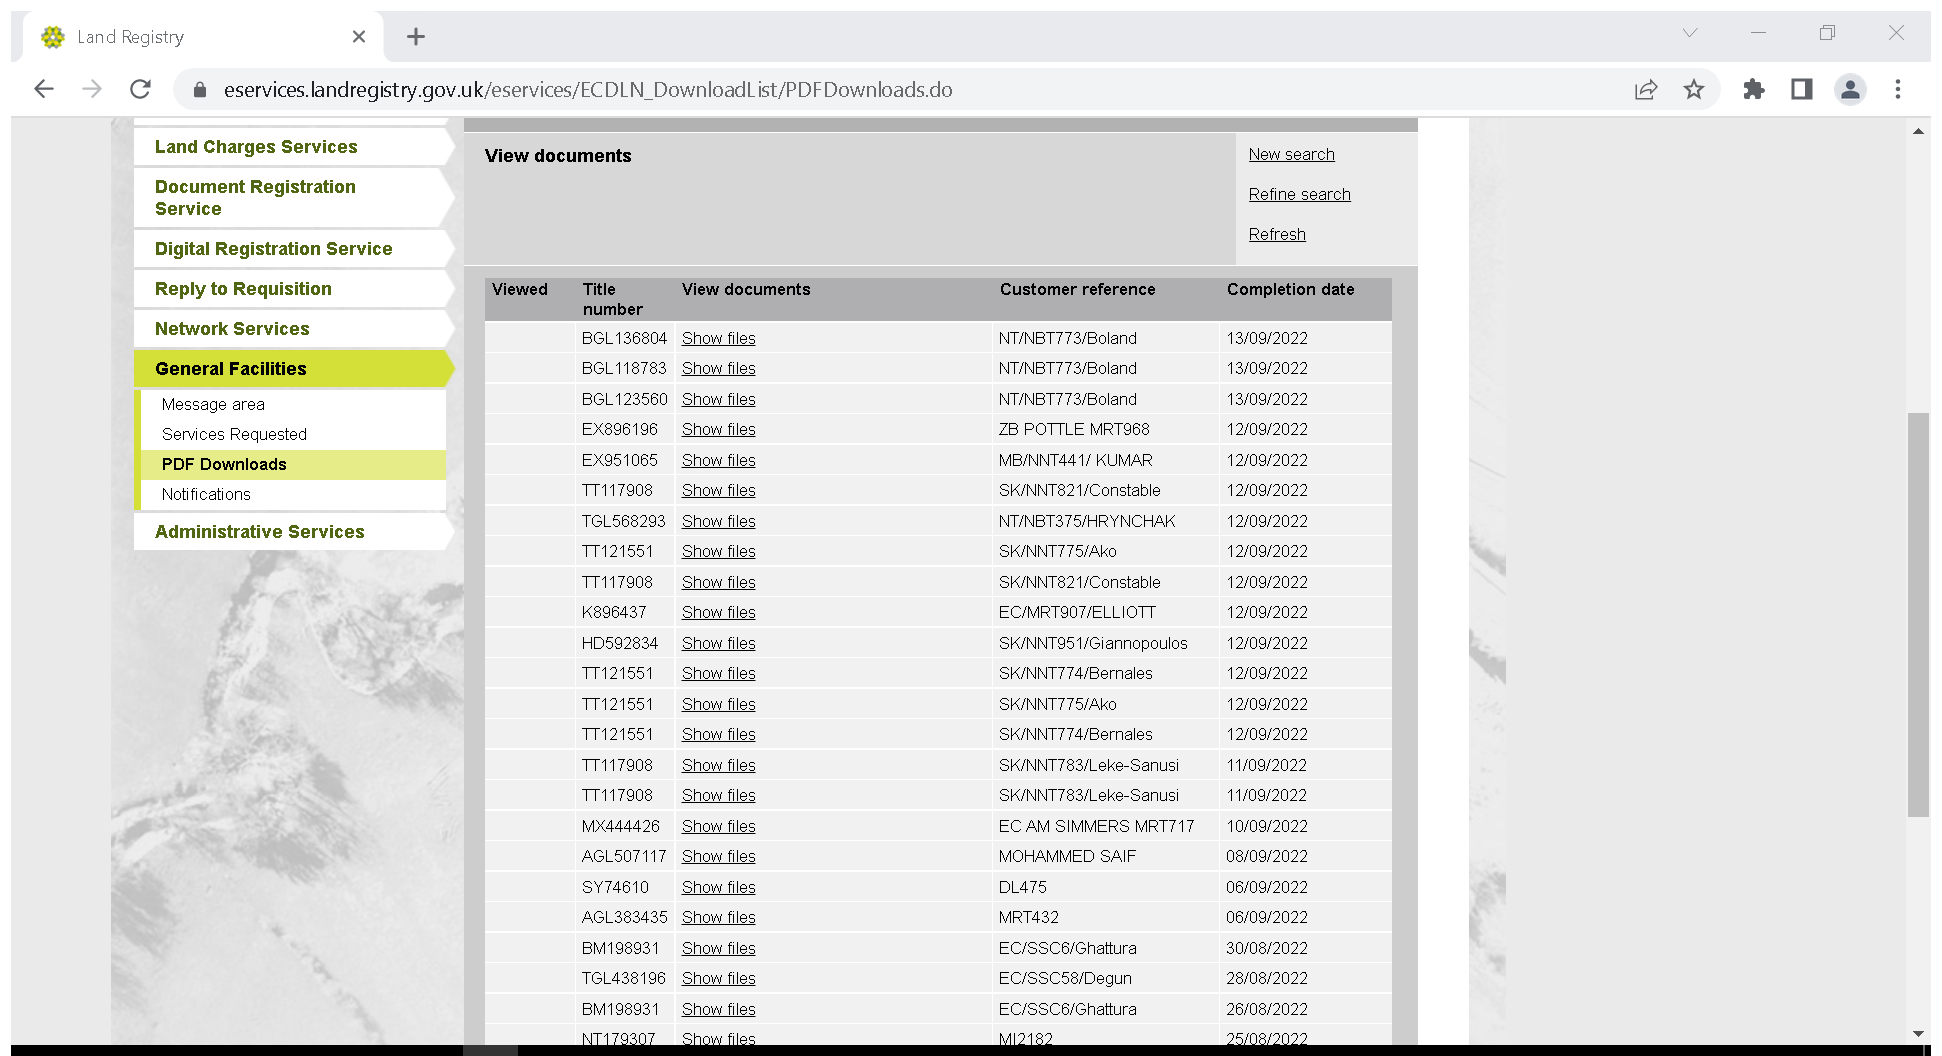 Land Registry
eservices.landregistry.gov.uk/eservices/ECDLN_DownloadList/PDFDownloads.do
Land Charges Services
Document Registration
Service
Digital Registration Service
Reply to Requisition
Network Services
General Facilities
Message area
Services Requested
PDF Downloads
Notifications
Administrative Services
View documents
New search
Refine search
Refresh
Viewed Title number View documents Customer reference Completion date
BGL136804 Show files NT/NBT773/Boland 13/09/2022
BGL118783 Show files NT/NBT773/Boland 13/09/2022
BGL123560 Show files NT/NBT773/Boland 13/09/2022
EX896196 Show files ZB POTTLE MRT968 12/09/2022
EX951065 Show files MB/NNT441/ KUMAR 12/09/2022
TT117908 Show files SK/NNT821/Constable 12/09/2022
TGL568293 Show files NT/NBT375/HRYNCHAK 12/09/2022
TT121551 Show files SK/NNT775/Ako 12/09/2022
TT117908 Show files SK/NNT821/Constable 12/09/2022
K896437 Show files EC/MRT907/ELLIOTT 12/09/2022
HD592834 Show files SK/NNT951/Giannopoulos 12/09/2022
TT121551 Show files SK/NNT774/Bernales 12/09/2022
TT121551 Show files SK/NNT775/Ako 12/09/2022
TT121551 Show files SK/NNT774/Bernales 12/09/2022
TT117908 Show files SK/NNT783/Leke-Sanusi 11/09/2022
TT117908 Show files SK/NNT783/Leke-Sanusi 11/09/2022
MX444426 Show files EC AM SIMMERS MRT717 10/09/2022
AGL507117 Show files MOHAMMED SAIF 08/09/2022
SY74610 Show files DL475 06/09/2022
AGL383435 Show files MRT432 06/09/2022
BM198931 Show files EC/SSC6/Ghattura 30/08/2022
TGL438196 Show files EC/SSC58/Degun 28/08/2022
BM198931 Show files EC/SSC6/Ghattura 26/08/2022
NT179307 Show files MI2182 25/08/2022